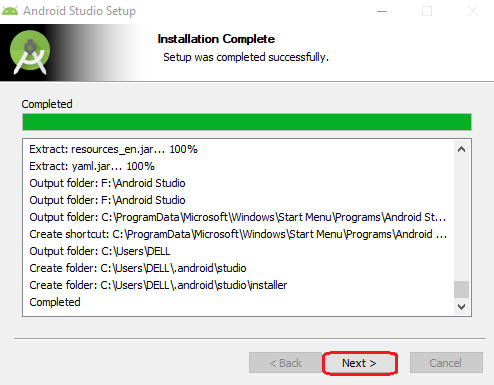 Android Studio Setup
Installation Complete
Setup was completed successfully.
Completed
Extract: resources_en.jar... 100%
Extract: yaml.jar... 100%
Output folder: F:\Android Studio
Output folder: F:\Android Studio
Output folder: C:\ProgramData\Microsoft\Windows\Start Menu\Programs\Android St...
Create shortcut: C:\ProgramData\Microsoft\Windows\Start Menu\Programs\Android ...
Output folder: C:\Users\DELL
Create folder: C:\Users\DELL\.android\studio
Create folder: C:\Users\DELL\.android\studio\installer
Completed
< Back Next > Cancel